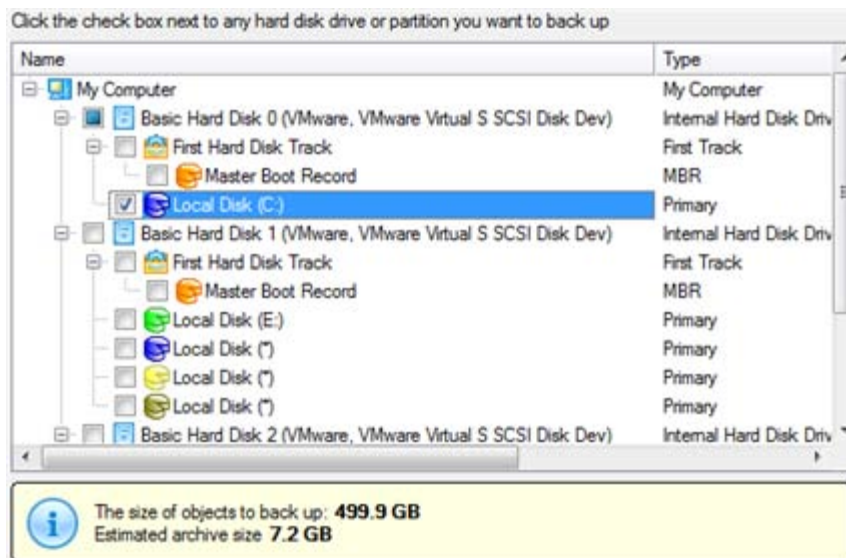 Click the check box next to any hard disk drive or partition you want to back up
Name Type
My Computer My Computer
Basic Hard Disk 0 (VMware, VMware Virtual S SCSI Disk Dev) Internal Hard Disk Driv
First Hard Disk Track First Track
Master Boot Record MBR
Local Disk (C:) Primary
Basic Hard Disk 1 (VMware, VMware Virtual S SCSI Disk Dev) Internal Hard Disk Driv
First Hard Disk Track First Track
Master Boot Record MBR
Local Disk (E:) Primary
Local Disk (*) Primary
Local Disk (*) Primary
Local Disk (*) Primary
Basic Hard Disk 2 (VMware, VMware Virtual S SCSI Disk Dev) Internal Hard Disk Driv
The size of objects to back up: 499.9 GB
Estimated archive size 7.2 GB